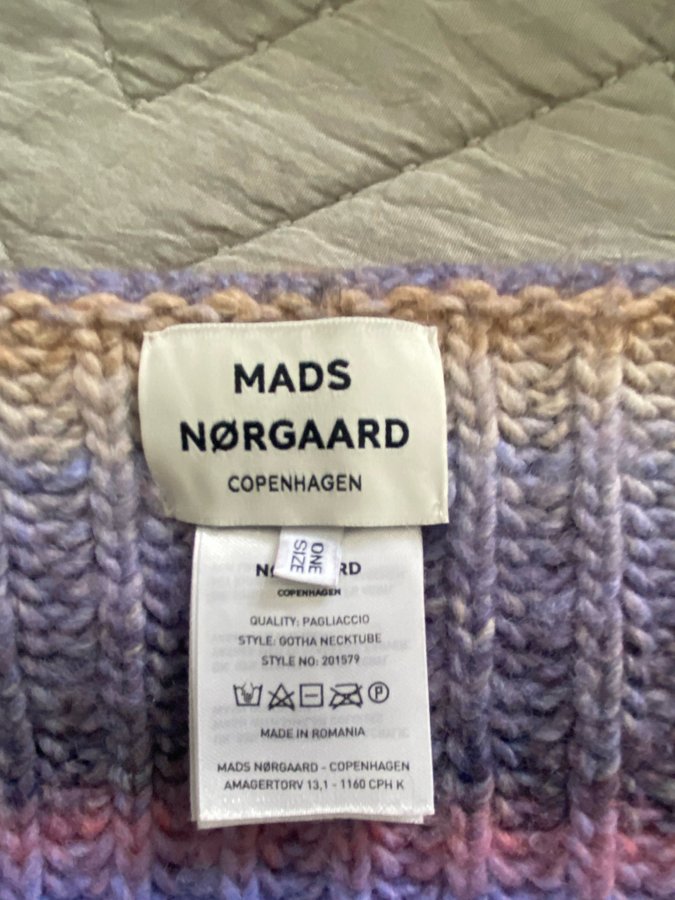 MADS
NØRGAARD
COPENHAGEN
ONE
SIZE
COPENHAGEN
QUALITY: PAGLIACCIO
STYLE: GOTHA NECKTUBE
STYLE NO: 201579
P
MADE IN ROMANIA
MADS NØRGAARD - COPENHAGEN
AMAGERTORV 13,1 - 1160 CPH K